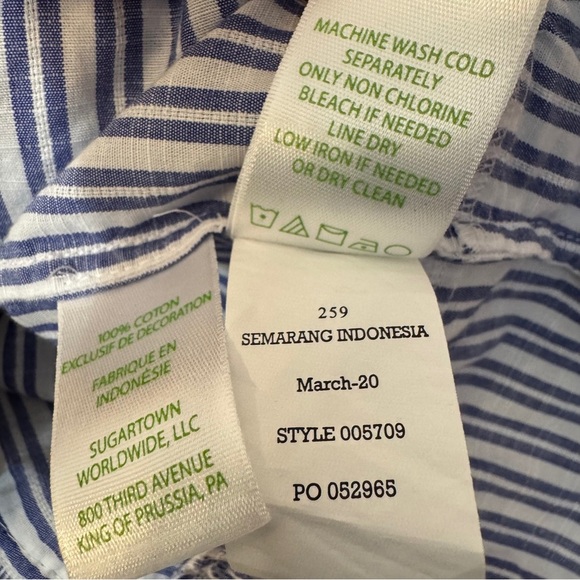 MACHINE WASH COLD
SEPARATELY
ONLY NON CHLORINE
BLEACH IF NEEDED
LINE DRY
LOW IRON IF NEEDED
OR DRY CLEAN
100% COTON
EXCLUSIF DE DECORATION
FABRIQUE EN
INDONÉSIE
SUGARTOWN
WORLDWIDE, LLC
800 THIRD AVENUE
KING OF PRUSSIA, PA
259
SEMARANG INDONESIA
March-20
STYLE 005709
PO 052965